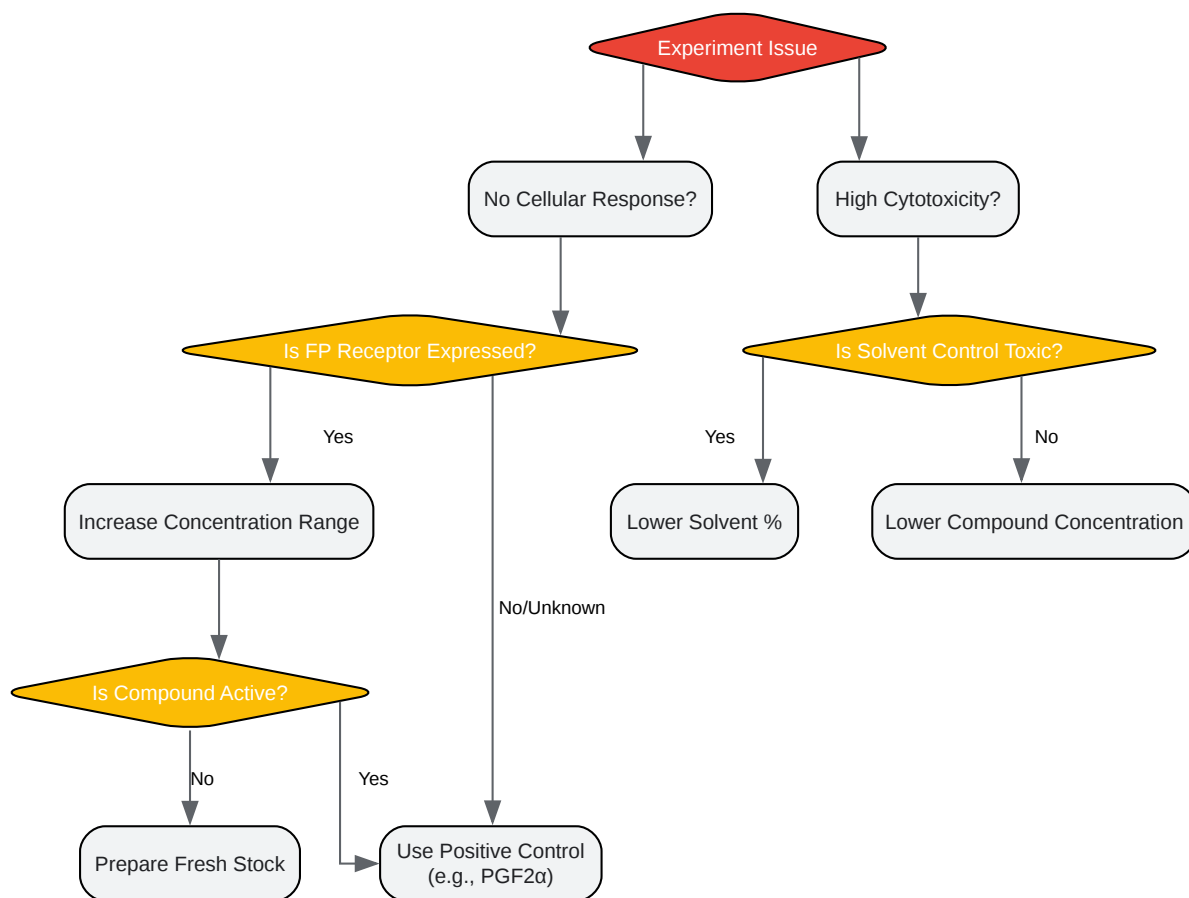 Experiment Issue
No Cellular Response?
High Cytotoxicity?
Is FP Receptor Expressed?
Is Solvent Control Toxic?
Yes
Yes
No
Increase Concentration Range
Lower Solvent %
Lower Compound Concentration
No/Unknown
Is Compound Active?
No
Yes
Prepare Fresh Stock
Use Positive Control
(e.g., PGF2α)